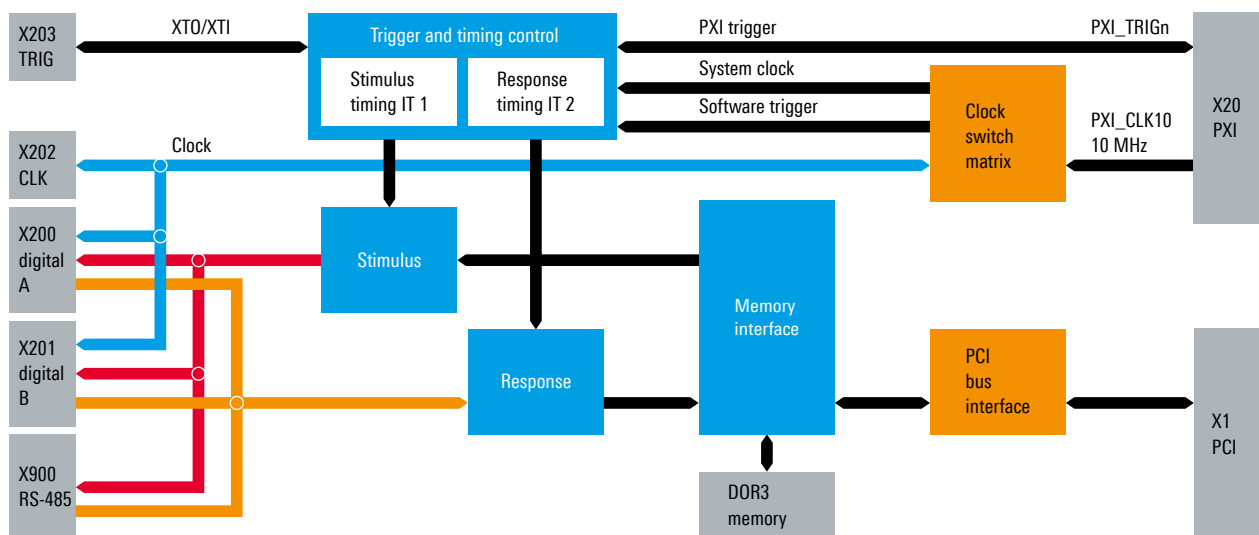 X203
TRIG
XTO/XTI
Trigger and timing control
Stimulus
timing IT 1
Response
timing IT 2
PXI trigger
PXI_TRIGn
System clock
Software trigger
Clock
switch
matrix
PXI_CLK10
10 MHz
X20
PXI
X202
CLK
Clock
X200
digital
A
Stimulus
Memory
interface
X201
digital
B
Response
PCI
bus
interface
X1
PCI
X900
RS-485
DOR3
memory